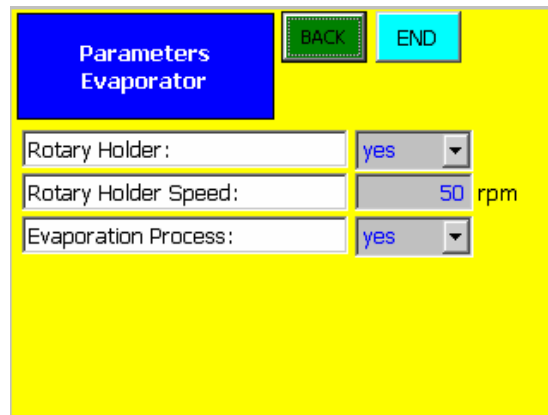 Parameters
Evaporator
BACK
END
Rotary Holder: yes
Rotary Holder Speed: 50 rpm
Evaporation Process: yes